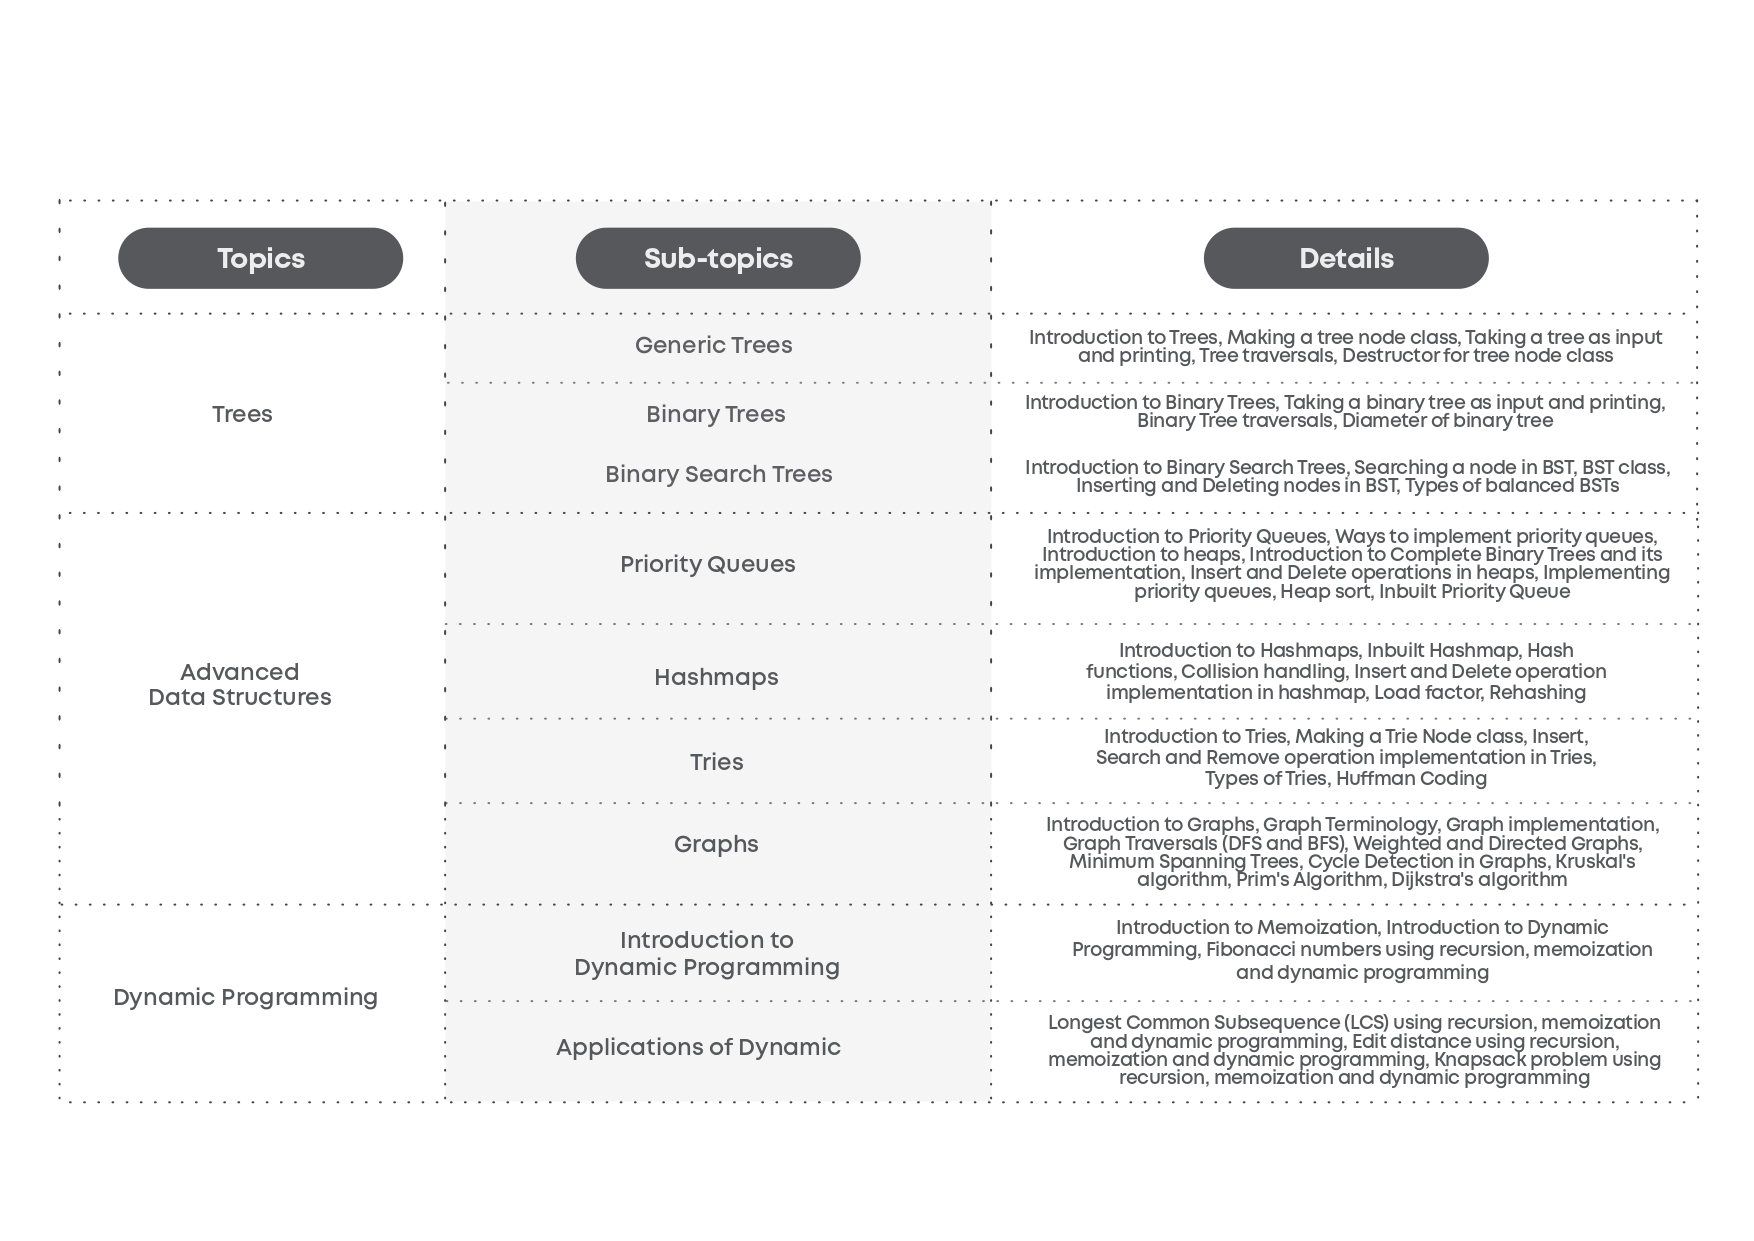 Topics
Sub-topics
Details
Trees
Generic Trees
Introduction to Trees, Making a tree node class, Taking a tree as input
and printing, Tree traversals, Destructor for tree node class
Binary Trees
Introduction to Binary Trees, Taking a binary tree as input and printing,
Binary Tree traversals, Diameter of binary tree
Binary Search Trees
Introduction to Binary Search Trees, Searching a node in BST, BST class,
Inserting and Deleting nodes in BST, Types of balanced BSTs
Advanced
Data Structures
Priority Queues
Introduction to Priority Queues, Ways to implement priority queues,
Introduction to heaps, Introduction to Complete Binary Trees and its
implementation, Insert and Delete operations in heaps, Implementing
priority queues, Heap sort, Inbuilt Priority Queue
Hashmaps
Introduction to Hashmaps, Inbuilt Hashmap, Hash
functions, Collision handling, Insert and Delete operation
implementation in hashmap, Load factor, Rehashing
Tries
Introduction to Tries, Making a Trie Node class, Insert,
Search and Remove operation implementation in Tries,
Types of Tries, Huffman Coding
Graphs
Introduction to Graphs, Graph Terminology, Graph implementation,
Graph Traversals (DFS and BFS), Weighted and Directed Graphs,
Minimum Spanning Trees, Cycle Detection in Graphs, Kruskal's
algorithm, Prim's Algorithm, Dijkstra's algorithm
Dynamic Programming
Introduction to
Dynamic Programming
Introduction to Memoization, Introduction to Dynamic
Programming, Fibonacci numbers using recursion, memoization
and dynamic programming
Applications of Dynamic
Longest Common Subsequence (LCS) using recursion, memoization
and dynamic programming, Edit distance using recursion,
memoization and dynamic programming, Knapsack problem using
recursion, memoization and dynamic programming